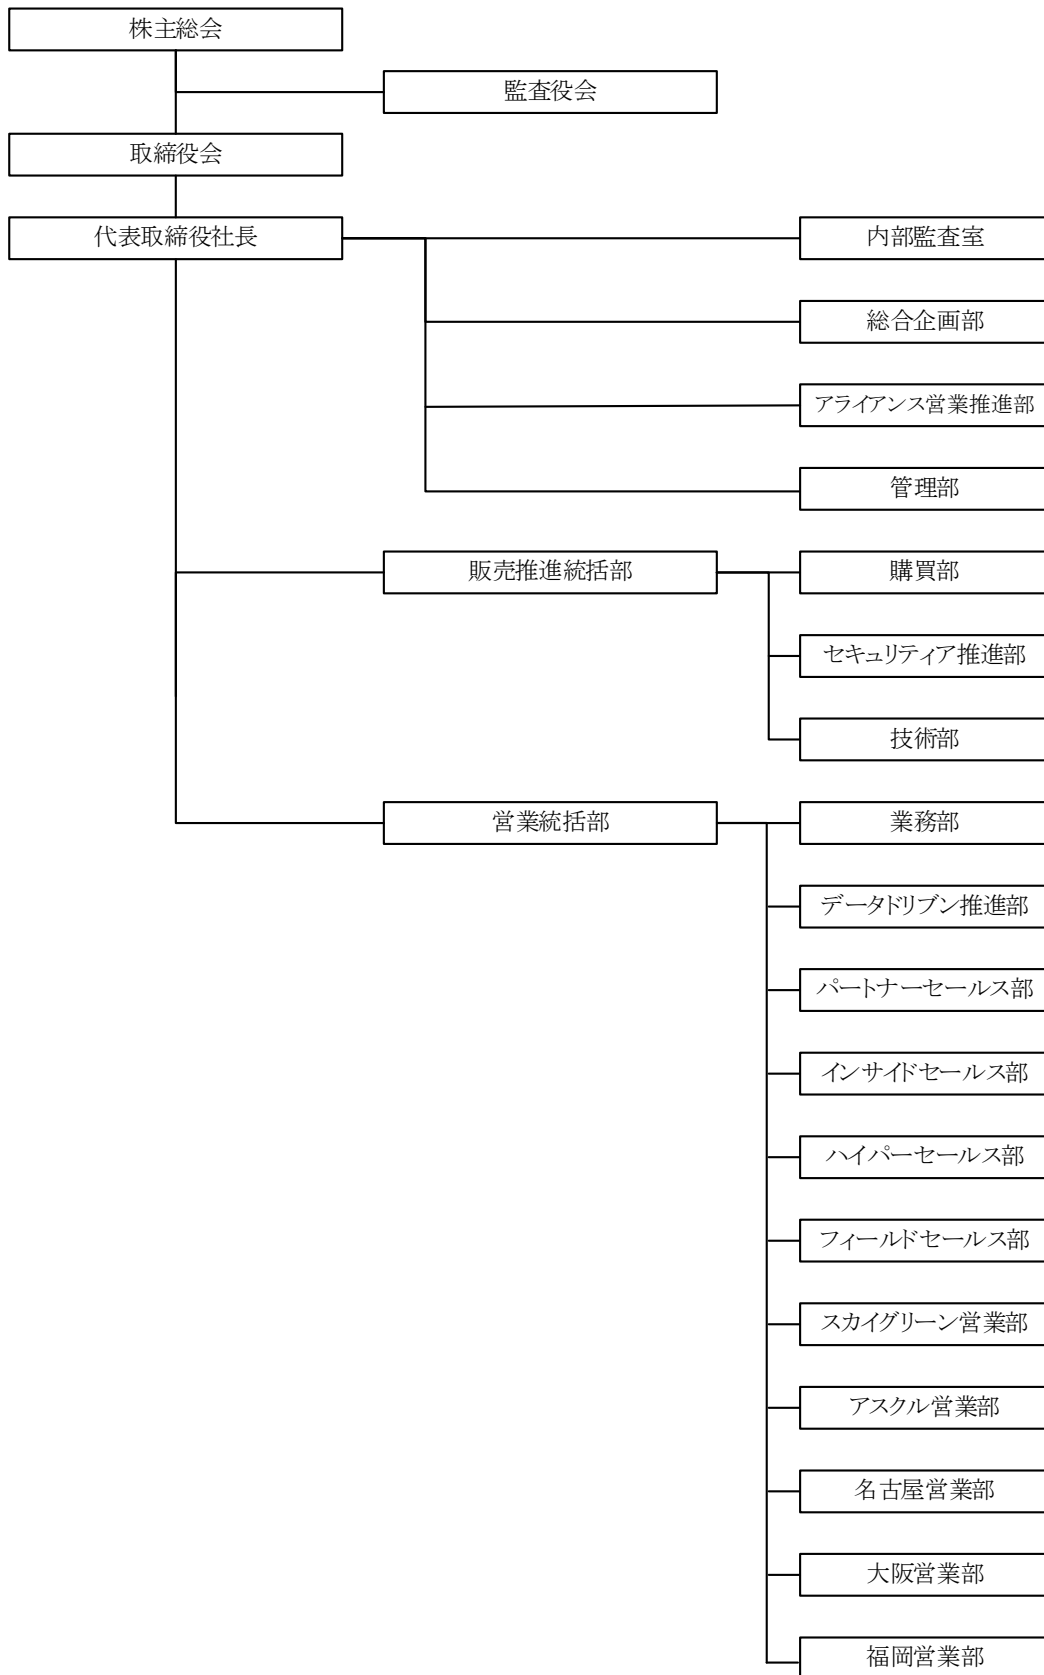 株主総会
監査役会
取締役会
代表取締役社長
内部監査室
総合企画部
アライアンス営業推進部
管理部
販売推進統括部
購買部
セキュリティア推進部
技術部
営業統括部
業務部
データドリブン推進部
パートナーセールス部
インサイドセールス部
ハイパーセールス部
フィールドセールス部
スカイグリーン営業部
アスクル営業部
名古屋営業部
大阪営業部
福岡営業部